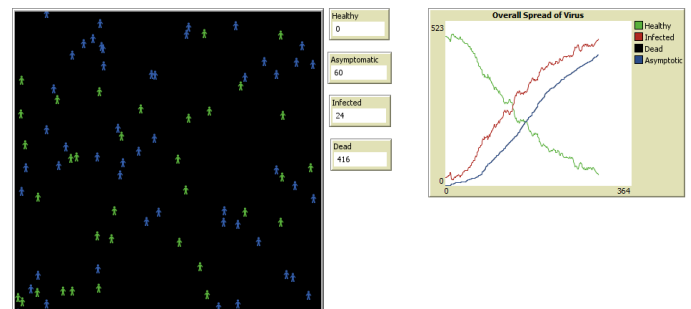 Healthy
0
Asymptomatic
60
Infected
24
Dead
416
Overall Spread of Virus
523
0
0
364
Healthy
Infected
Dead
Asymptotic